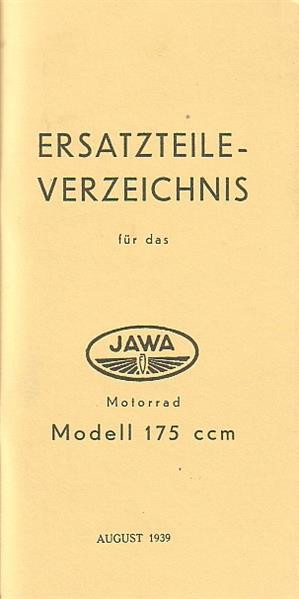 ERSATZTEILE-
VERZEICHNIS
für das
JAWA
Motorrad
Modell 175 ccm
AUGUST 1939